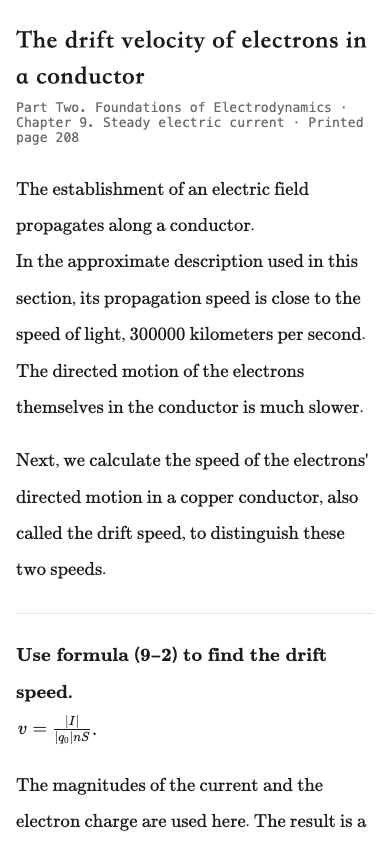 The drift velocity of electrons in
a conductor
Part Two. Foundations of Electrodynamics ·
Chapter 9. Steady electric current · Printed
page 208
The establishment of an electric field
propagates along a conductor.
In the approximate description used in this
section, its propagation speed is close to the
speed of light, 300000 kilometers per second.
The directed motion of the electrons
themselves in the conductor is much slower.
Next, we calculate the speed of the electrons'
directed motion in a copper conductor, also
called the drift speed, to distinguish these
two speeds.
Use formula (9–2) to find the drift
speed.
v = |I| / |q₀|nS.
The magnitudes of the current and the
electron charge are used here. The result is a